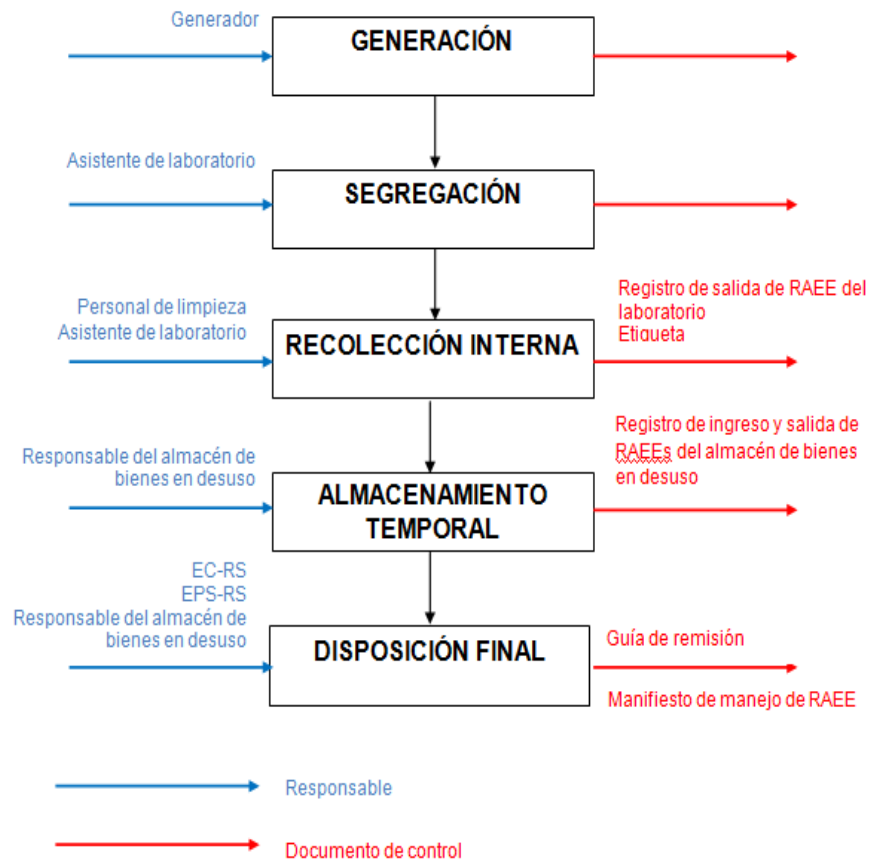 Generador
GENERACIÓN
Asistente de laboratorio
SEGREGACIÓN
Personal de limpieza
Asistente de laboratorio
RECOLECCIÓN INTERNA
Registro de salida de RAEE del
laboratorio
Etiqueta
Responsable del almacén de
bienes en desuso
ALMACENAMIENTO
TEMPORAL
Registro de ingreso y salida de
RAEEs del almacén de bienes
en desuso
EC-RS
EPS-RS
Responsable del almacén de
bienes en desuso
DISPOSICIÓN FINAL
Guía de remisión
Manifiesto de manejo de RAEE
Responsable
Documento de control